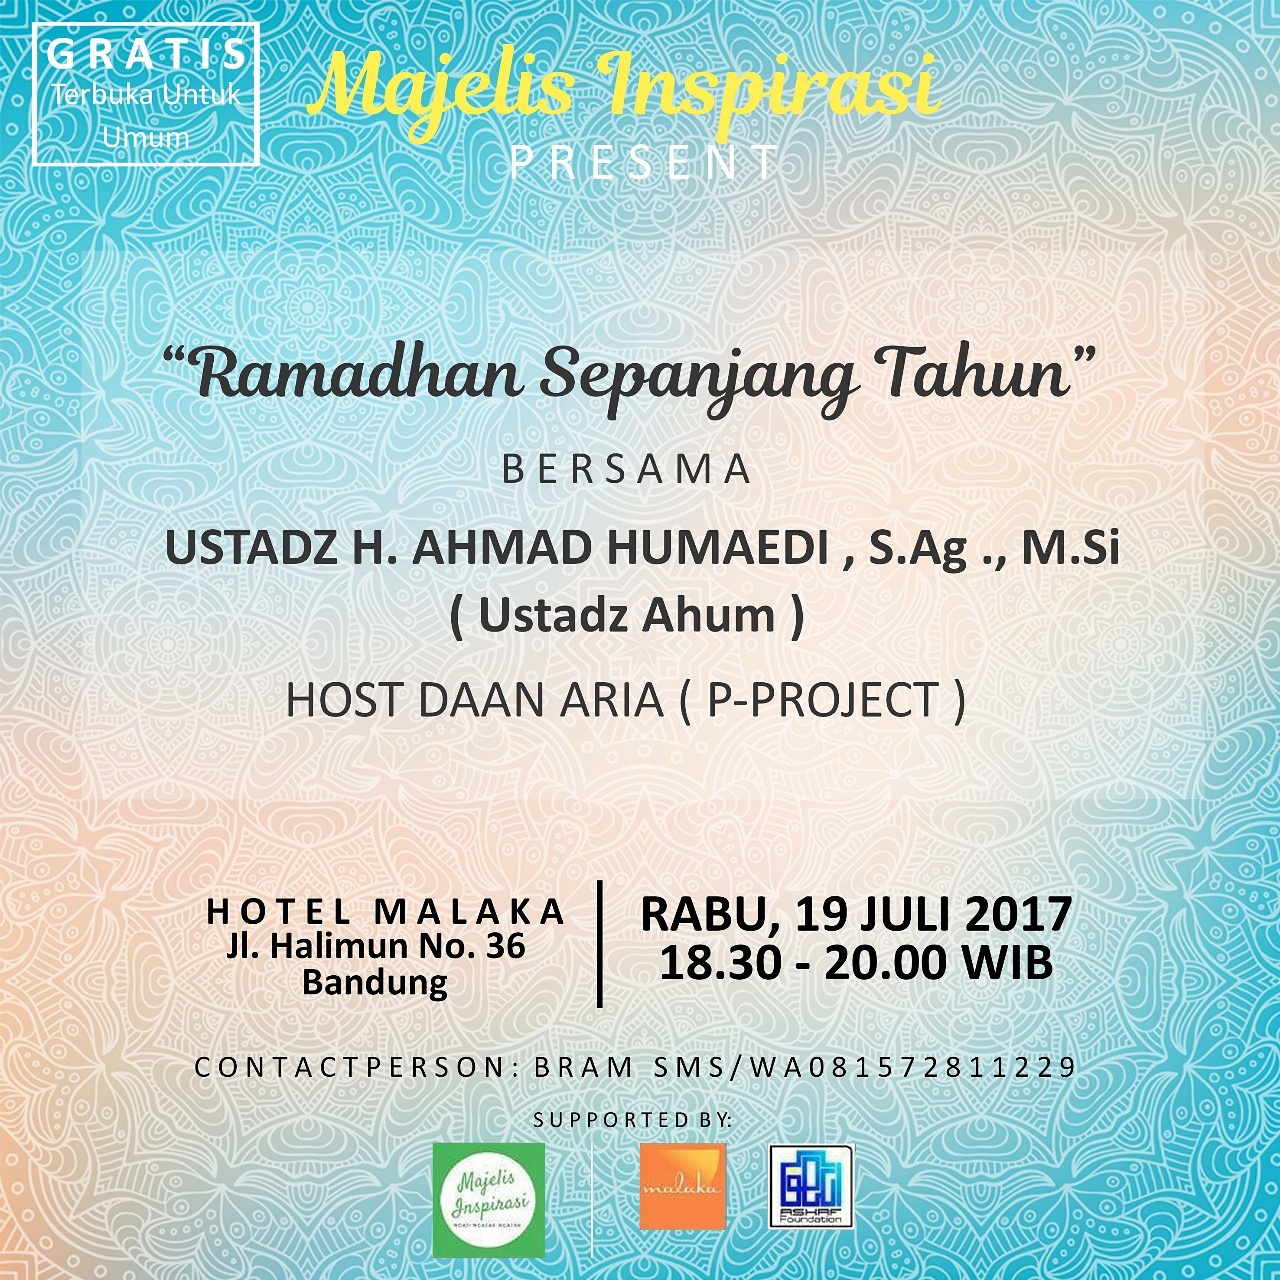 GRATIS
Terbuka Untuk
Umum
Majelis Inspirasi
PRESENT
“Ramadhan Sepanjang Tahun”
BERSAMA
USTADZ H. AHMAD HUMAEDI , S.Ag ., M.Si
( Ustadz Ahum )
HOST DAAN ARIA ( P-PROJECT )
HOTEL MALAKA
Jl. Halimun No. 36
Bandung
RABU, 19 JULI 2017
18.30 - 20.00 WIB
CONTACTPERSON: BRAM SMS/WA081572811229
SUPPORTED BY:
Majelis
Inspirasi
malaka
ASHAF
Foundation